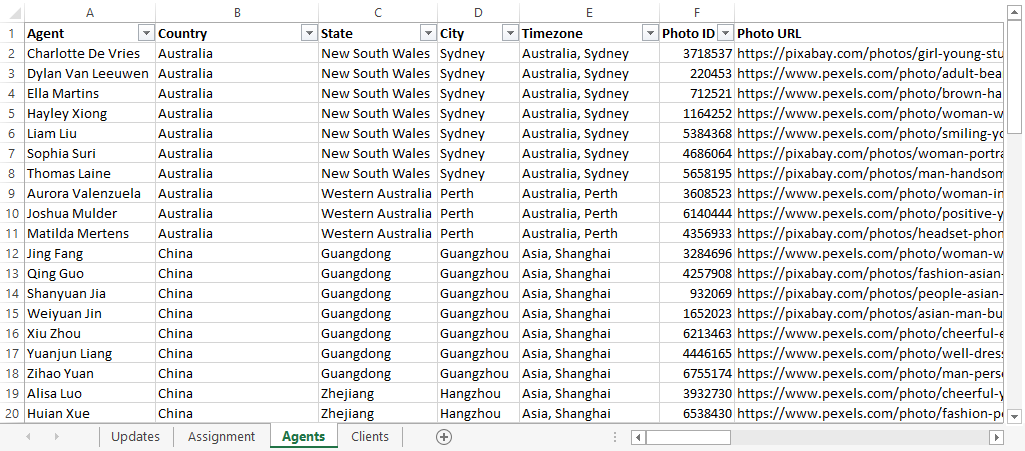 A B C D E F
1 Agent Country State City Timezone Photo ID Photo URL
2 Charlotte De Vries Australia New South Wales Sydney Australia, Sydney 3718537 https://pixabay.com/photos/girl-young-stu
3 Dylan Van Leeuwen Australia New South Wales Sydney Australia, Sydney 220453 https://www.pexels.com/photo/adult-bea
4 Ella Martins Australia New South Wales Sydney Australia, Sydney 712521 https://www.pexels.com/photo/brown-ha
5 Hayley Xiong Australia New South Wales Sydney Australia, Sydney 1164252 https://www.pexels.com/photo/woman-w
6 Liam Liu Australia New South Wales Sydney Australia, Sydney 5384368 https://www.pexels.com/photo/smiling-yo
7 Sophia Suri Australia New South Wales Sydney Australia, Sydney 4686064 https://pixabay.com/photos/woman-portra
8 Thomas Laine Australia New South Wales Sydney Australia, Sydney 5658195 https://pixabay.com/photos/man-handsom
9 Aurora Valenzuela Australia Western Australia Perth Australia, Perth 3608523 https://www.pexels.com/photo/woman-in
10 Joshua Mulder Australia Western Australia Perth Australia, Perth 6140444 https://www.pexels.com/photo/positive-y
11 Matilda Mertens Australia Western Australia Perth Australia, Perth 4356933 https://pixabay.com/photos/headset-phon
12 Jing Fang China Guangdong Guangzhou Asia, Shanghai 3284696 https://www.pexels.com/photo/woman-w
13 Qing Guo China Guangdong Guangzhou Asia, Shanghai 4257908 https://pixabay.com/photos/fashion-asian-
14 Shanyuan Jia China Guangdong Guangzhou Asia, Shanghai 932069 https://pixabay.com/photos/people-asian-
15 Weiyuan Jin China Guangdong Guangzhou Asia, Shanghai 1652023 https://pixabay.com/photos/asian-man-bu
16 Xiu Zhou China Guangdong Guangzhou Asia, Shanghai 6213463 https://www.pexels.com/photo/cheerful-e
17 Yuanjun Liang China Guangdong Guangzhou Asia, Shanghai 4446165 https://www.pexels.com/photo/well-dres
18 Zihao Yuan China Guangdong Guangzhou Asia, Shanghai 6755174 https://www.pexels.com/photo/man-pers
19 Alisa Luo China Zhejiang Hangzhou Asia, Shanghai 3932730 https://www.pexels.com/photo/cheerful-y
20 Huian Xue China Zhejiang Hangzhou Asia, Shanghai 6538430 https://www.pexels.com/photo/fashion-p
Updates Assignment Agents Clients